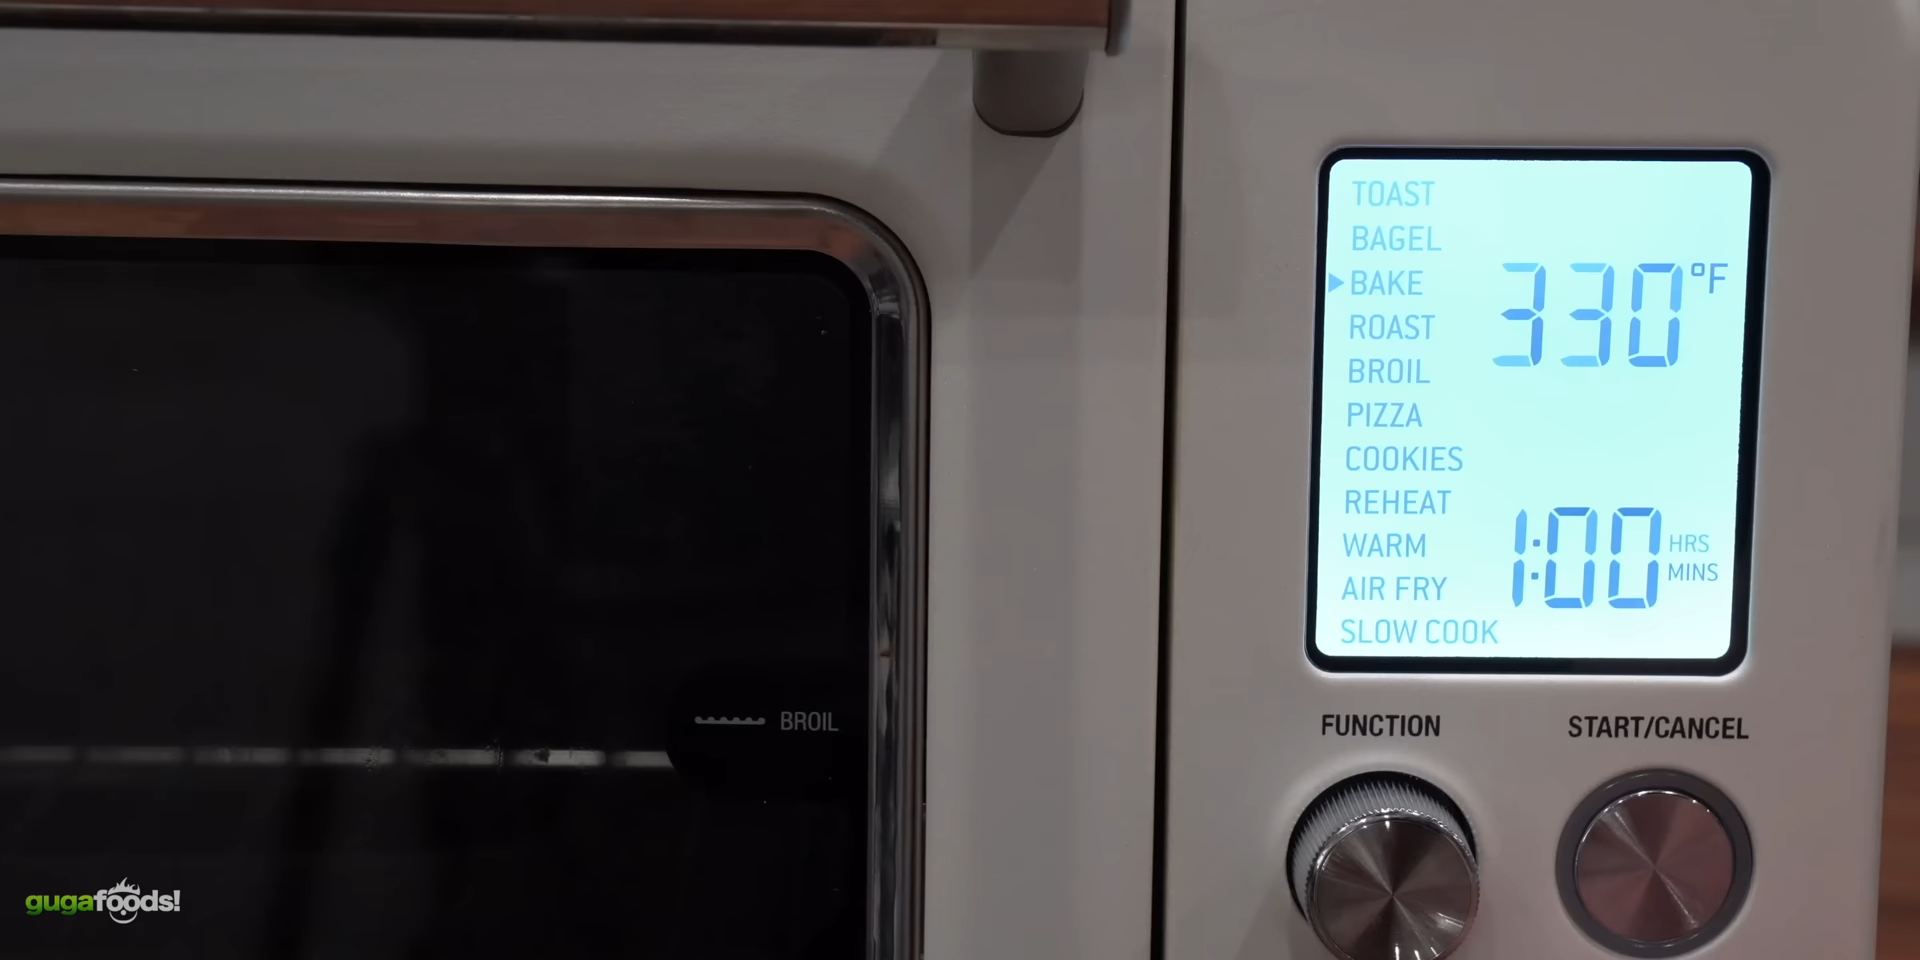 TOAST
BAGEL
BAKE
ROAST
BROIL
PIZZA
COOKIES
REHEAT
WARM
AIR FRY
SLOW COOK
330°F
1:00 HRS
MINS
FUNCTION
START/CANCEL
BROIL
gugafoods!